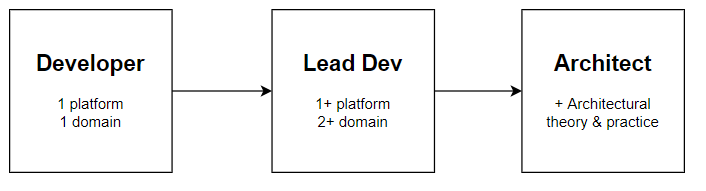 Developer
1 platform
1 domain
Lead Dev
1+ platform
2+ domain
Architect
+ Architectural
theory & practice